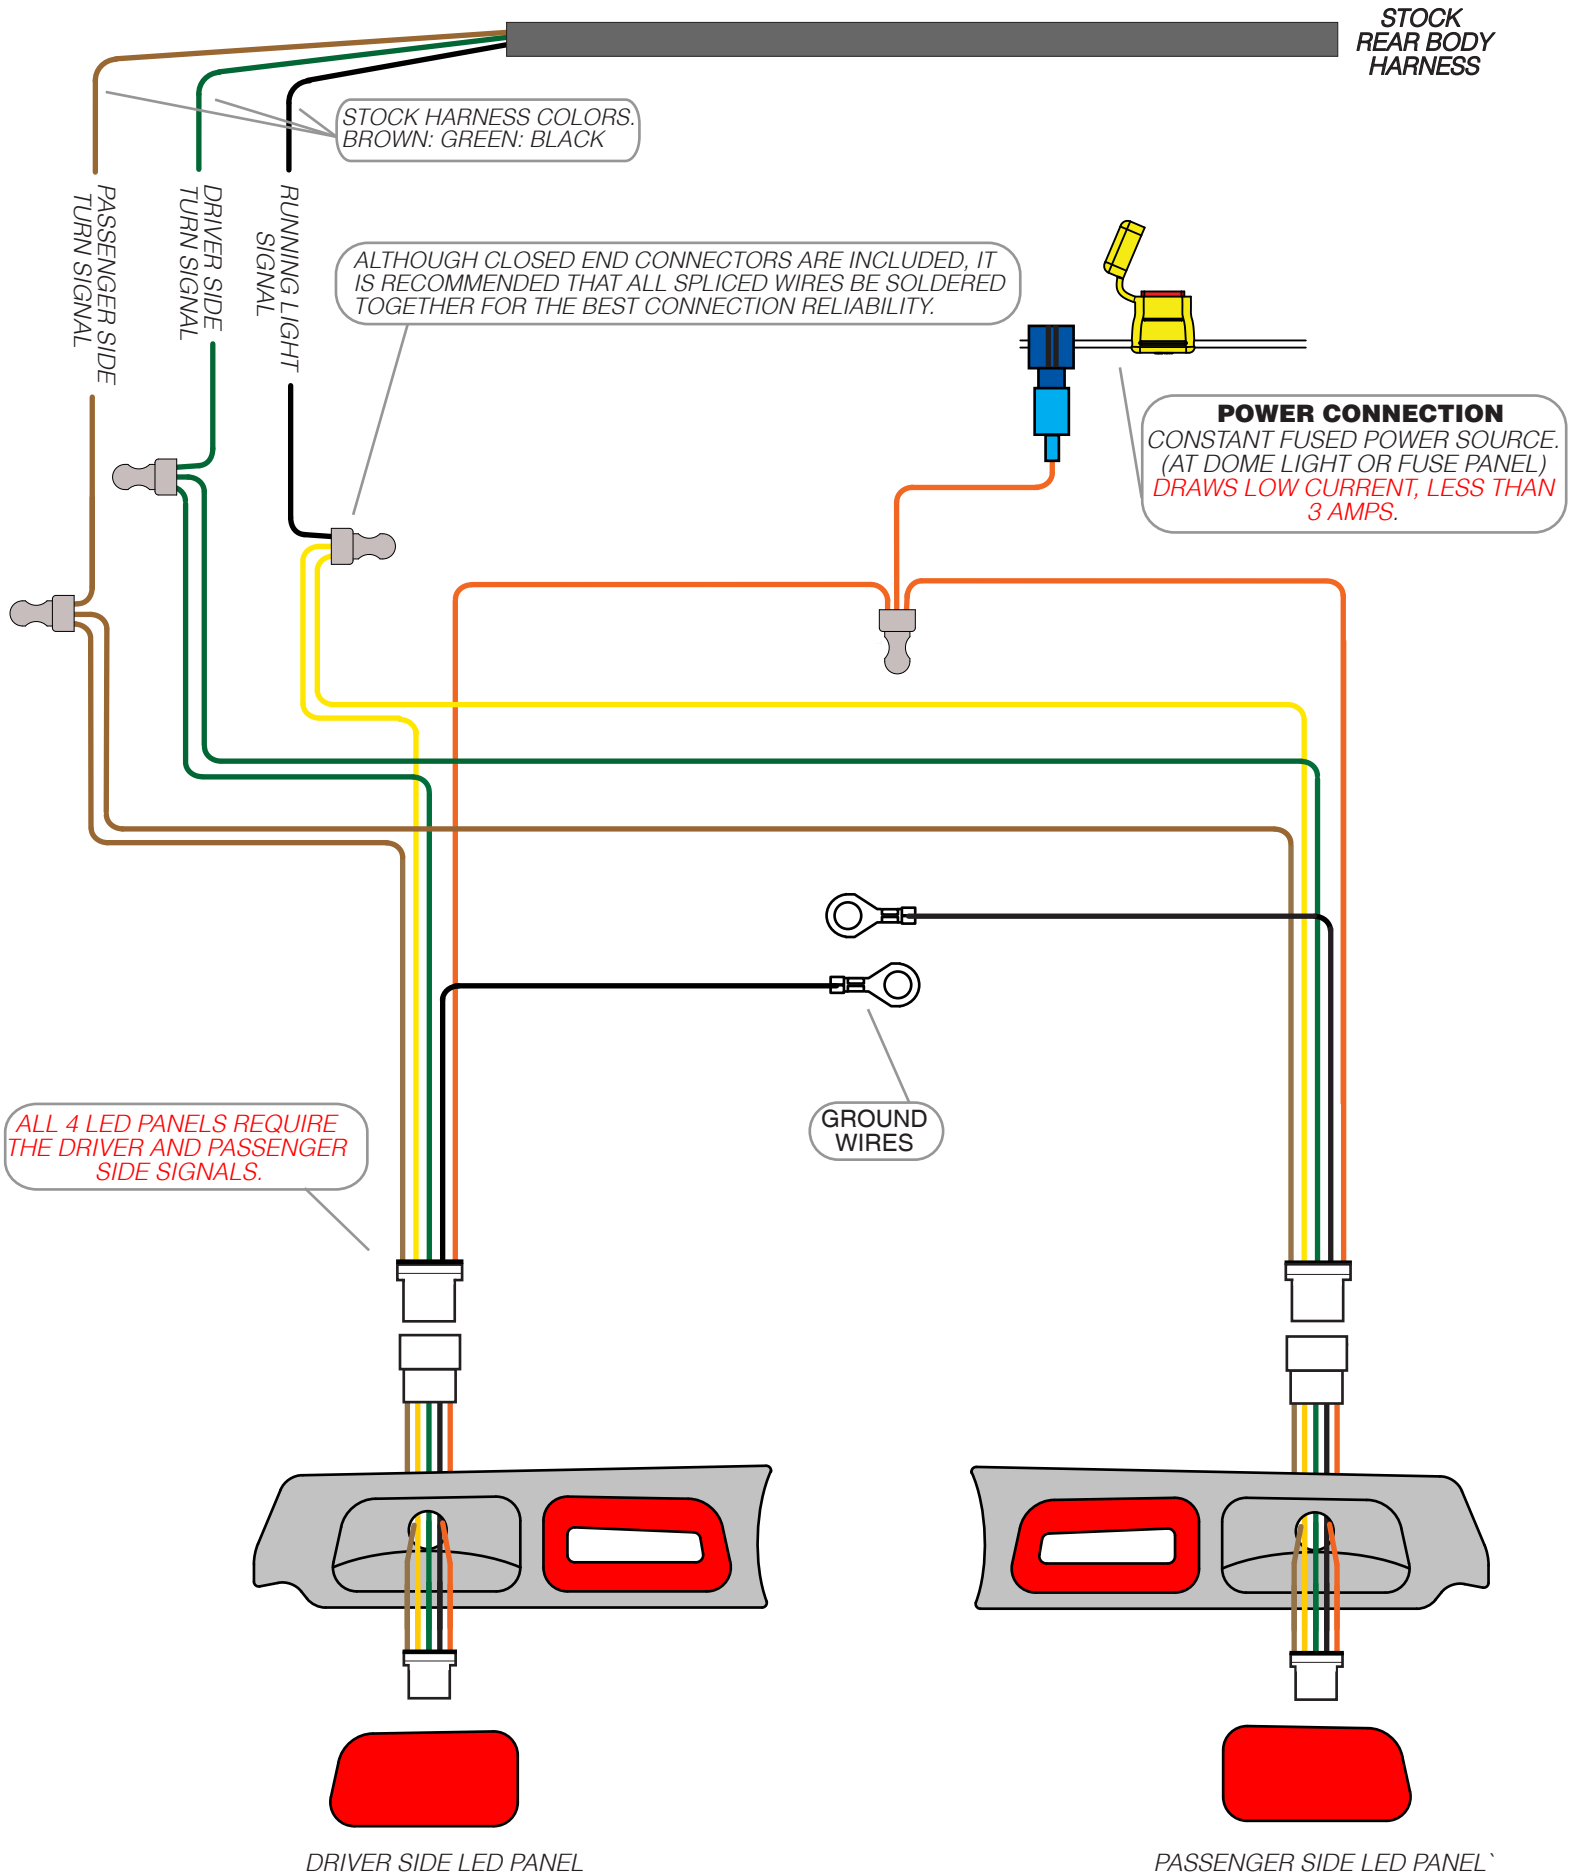 STOCK
REAR BODY
HARNESS
STOCK HARNESS COLORS.
BROWN: GREEN: BLACK
PASSENGER SIDE
TURN SIGNAL
DRIVER SIDE
TURN SIGNAL
RUNNING LIGHT
SIGNAL
ALTHOUGH CLOSED END CONNECTORS ARE INCLUDED, IT
IS RECOMMENDED THAT ALL SPLICED WIRES BE SOLDERED
TOGETHER FOR THE BEST CONNECTION RELIABILITY.
POWER CONNECTION
CONSTANT FUSED POWER SOURCE.
(AT DOME LIGHT OR FUSE PANEL)
DRAWS LOW CURRENT, LESS THAN
3 AMPS.
GROUND
WIRES
ALL 4 LED PANELS REQUIRE
THE DRIVER AND PASSENGER
SIDE SIGNALS.
DRIVER SIDE LED PANEL
PASSENGER SIDE LED PANEL`